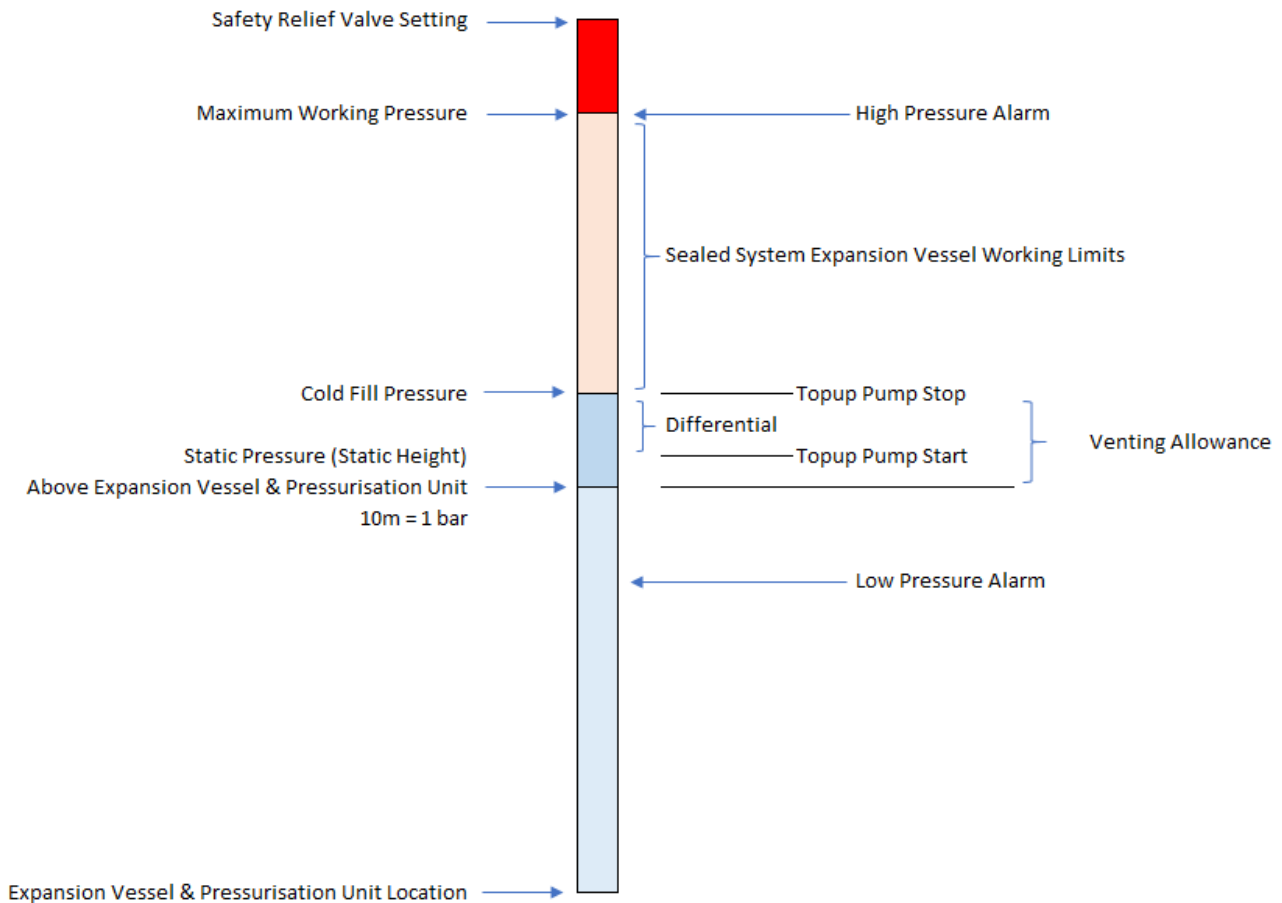 Safety Relief Valve Setting
Maximum Working Pressure
High Pressure Alarm
Sealed System Expansion Vessel Working Limits
Cold Fill Pressure
Topup Pump Stop
Differential
Venting Allowance
Static Pressure (Static Height)
Topup Pump Start
Above Expansion Vessel & Pressurisation Unit
10m = 1 bar
Low Pressure Alarm
Expansion Vessel & Pressurisation Unit Location